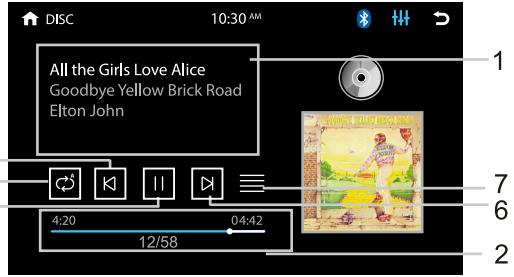 DISC 10:30 AM
1
All the Girls Love Alice
Goodbye Yellow Brick Road
Elton John
A
7
6
4:20 04:42
12/58
2